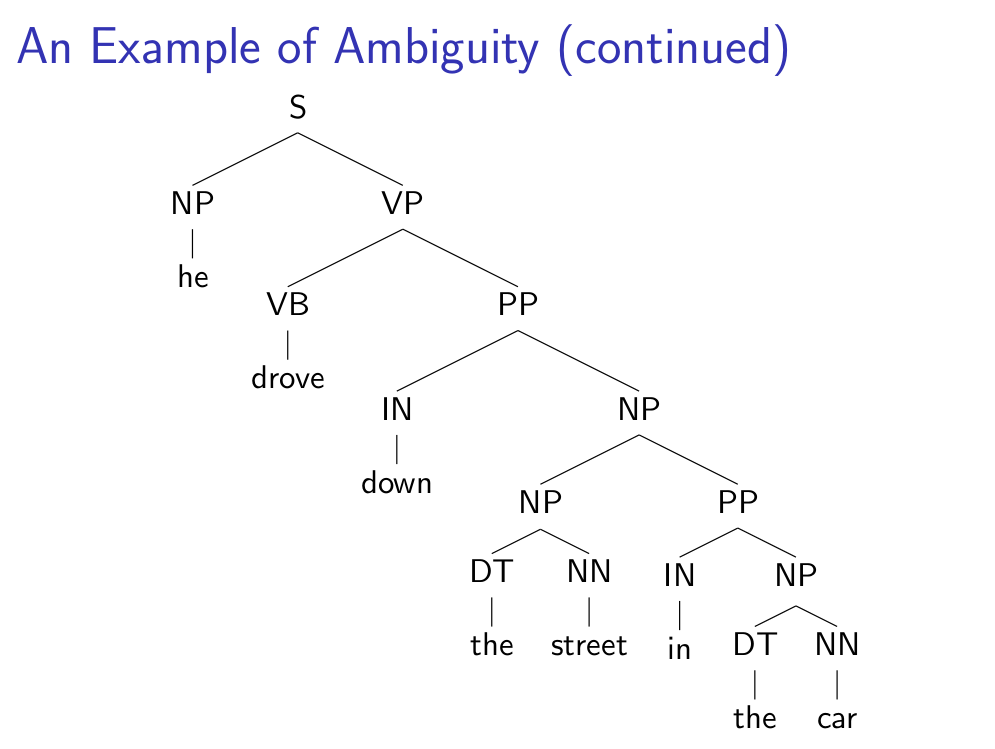 An Example of Ambiguity (continued)
S
NP VP
he
VB PP
drove
IN NP
down
NP PP
DT NN IN NP
the street in DT NN
the car